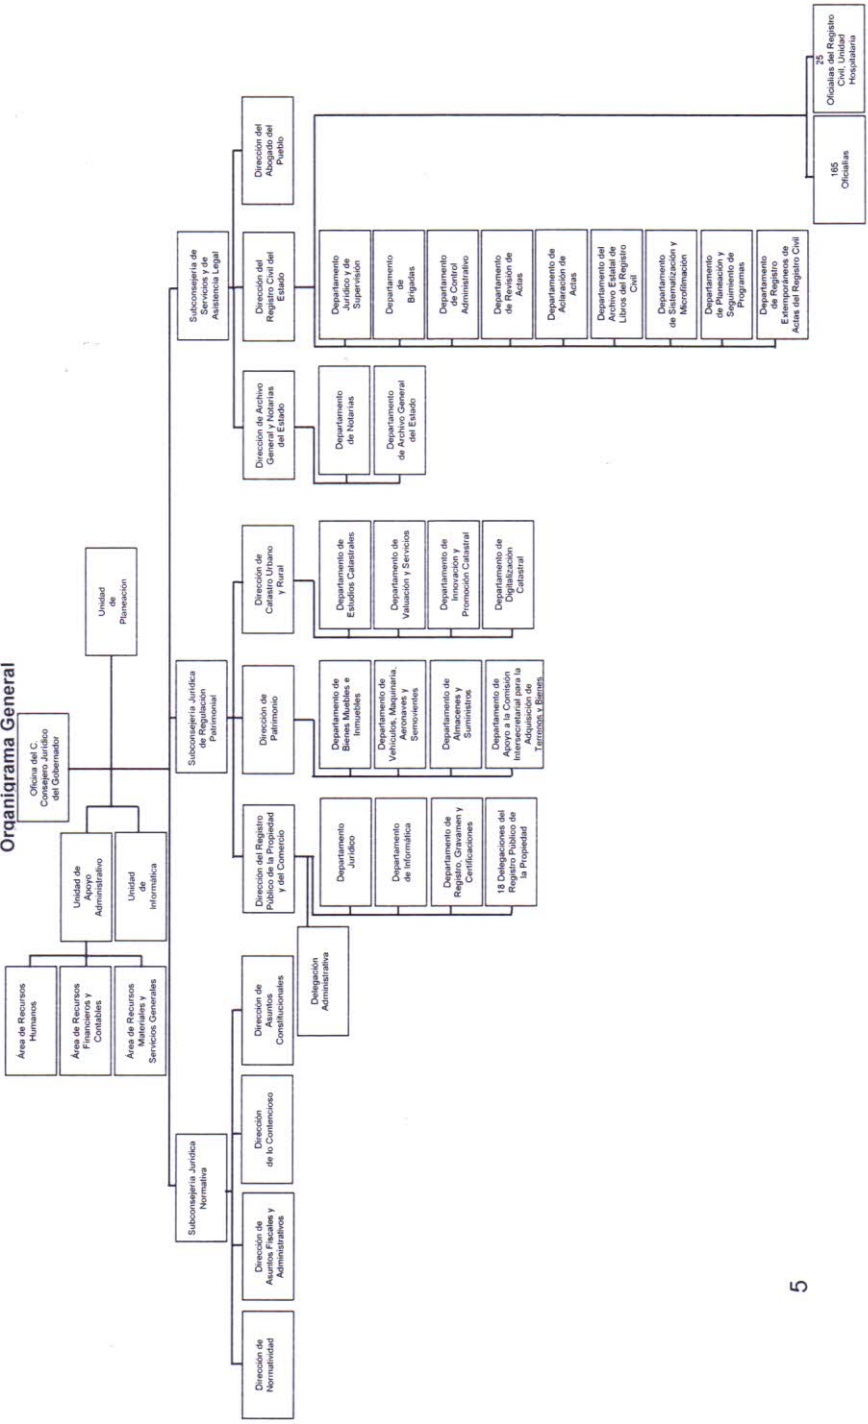 Organigrama General
Oficina del C.
Consejero Jurídico
del Gobernador
Unidad
de
Planeación
Unidad de
Apoyo
Administrativo
Unidad
de
Informática
Área de Recursos
Humanos
Área de Recursos
Financieros y
Contables
Área de Recursos
Materiales y
Servicios Generales
Subconsejería Jurídica
Normativa
Subconsejería Jurídica
de Regulación
Patrimonial
Subconsejería de
Servicios y de
Asistencia Legal
Dirección de
Normatividad
Dirección de
Asuntos Fiscales y
Administrativos
Dirección
de lo Contencioso
Dirección de
Asuntos
Constitucionales
Dirección del Registro
Público de la Propiedad
y del Comercio
Dirección de
Patrimonio
Dirección de
Catastro Urbano
y Rural
Dirección de Archivo
General y Notarías
del Estado
Dirección del
Registro Civil del
Estado
Dirección del
Abogado del
Pueblo
Delegación
Administrativa
Departamento
Jurídico
Departamento
de Informática
Departamento de
Registro, Gravamen y
Certificaciones
18 Delegaciones del
Registro Público de
la Propiedad
Departamento de
Bienes Muebles e
Inmuebles
Departamento de
Vehículos, Maquinaria,
Aeronaves y
Semovientes
Departamento de
Almacenes y
Suministros
Departamento de
Apoyo a la Comisión
Intersecretarial para la
Adquisición de
Terrenos y Bienes
Departamento de
Estudios Catastrales
Departamento de
Valuación y Servicios
Departamento de
Innovación y
Promoción Catastral
Departamento de
Digitalización
Catastral
Departamento
de Notarías
Departamento
de Archivo General
del Estado
Departamento
Jurídico y de
Supervisión
Departamento
de
Brigadas
Departamento
de Control
Administrativo
Departamento
de Revisión de
Actas
Departamento de
Aclaración de
Actas
Departamento del
Archivo Estatal de
Libros del Registro
Civil
Departamento
de Sistematización y
Microfilmación
Departamento
de Planeación y
Seguimiento de
Programas
Departamento
de Registro
Extemporáneos de
Actas del Registro Civil
165
Oficialías
25
Oficialías del Registro
Civil, Unidad
Hospitalaria
5